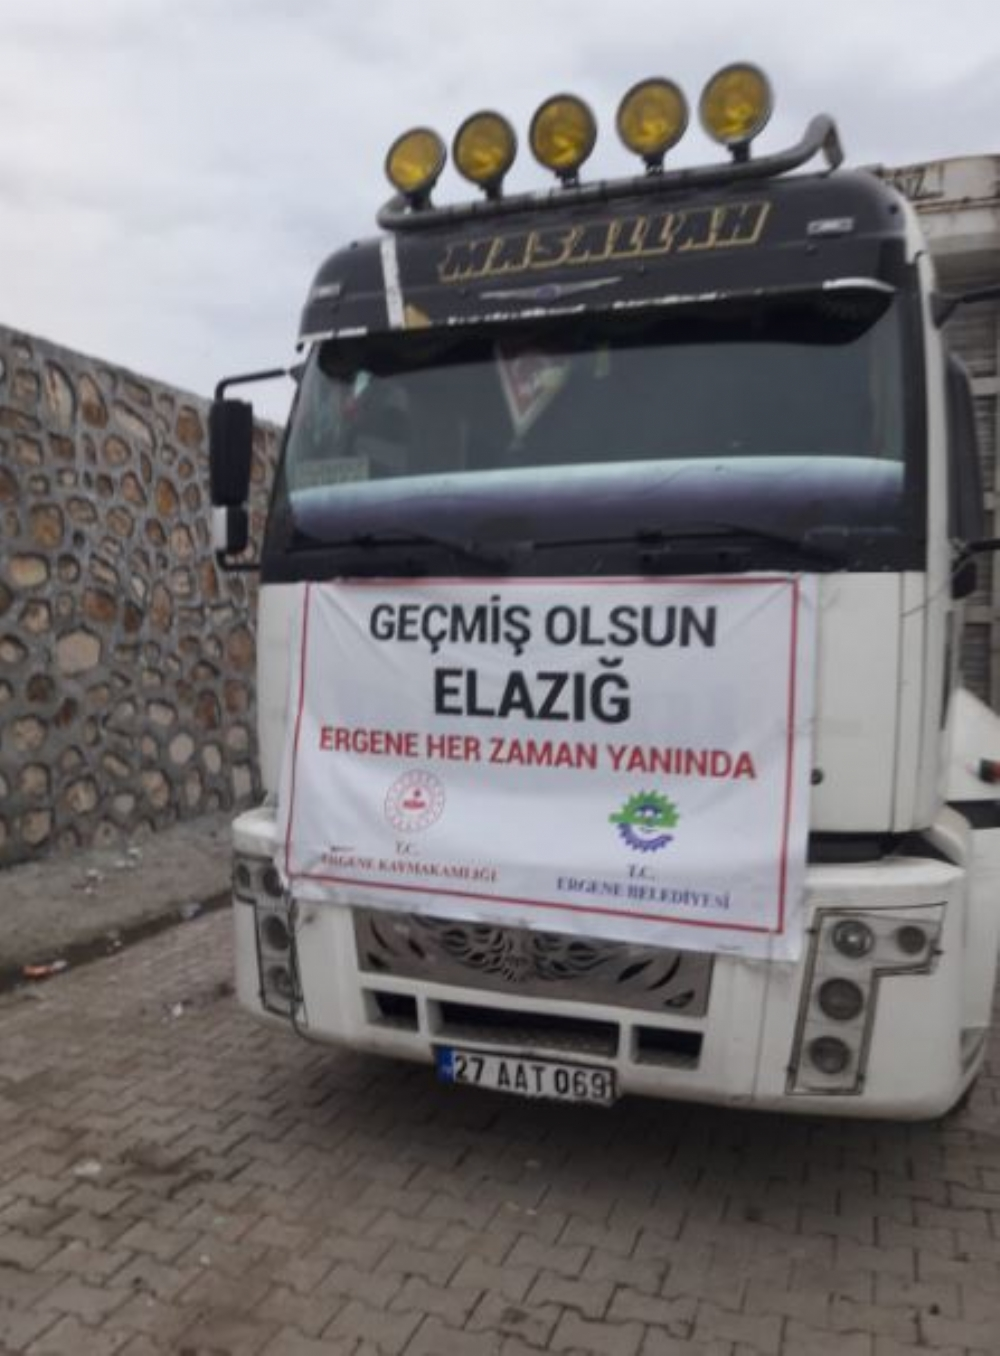 MAŞALLAH
GEÇMİŞ OLSUN
ELAZIĞ
ERGENE HER ZAMAN YANINDA
T.C.
ERGENE KAYMAKAMLIĞI
T.C.
ERGENE BELEDİYESİ
27 AAT 069